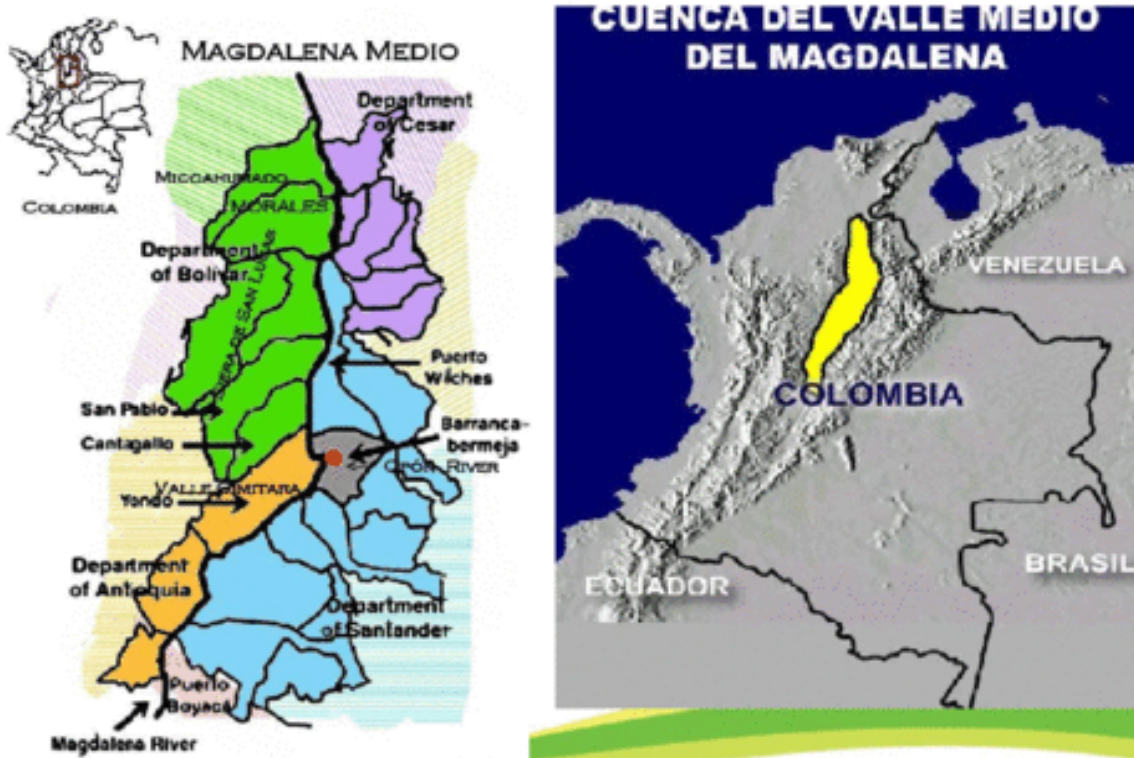 MAGDALENA MEDIO
Department
of Cesar
COLOMBIA
MICOAHUMADO
MORALES
Department
of Bolívar
SERRANIA DE SAN LUCAS
Puerto
Wilches
San Pablo
Cantagallo
Barranca-
bermeja
OPÓN RIVER
VALLE CIMITARA
Yondo
Department
of Antioquia
Department
of Santander
Puerto
Boyacá
Magdalena River
CUENCA DEL VALLE MEDIO
DEL MAGDALENA
VENEZUELA
COLOMBIA
ECUADOR
BRASIL